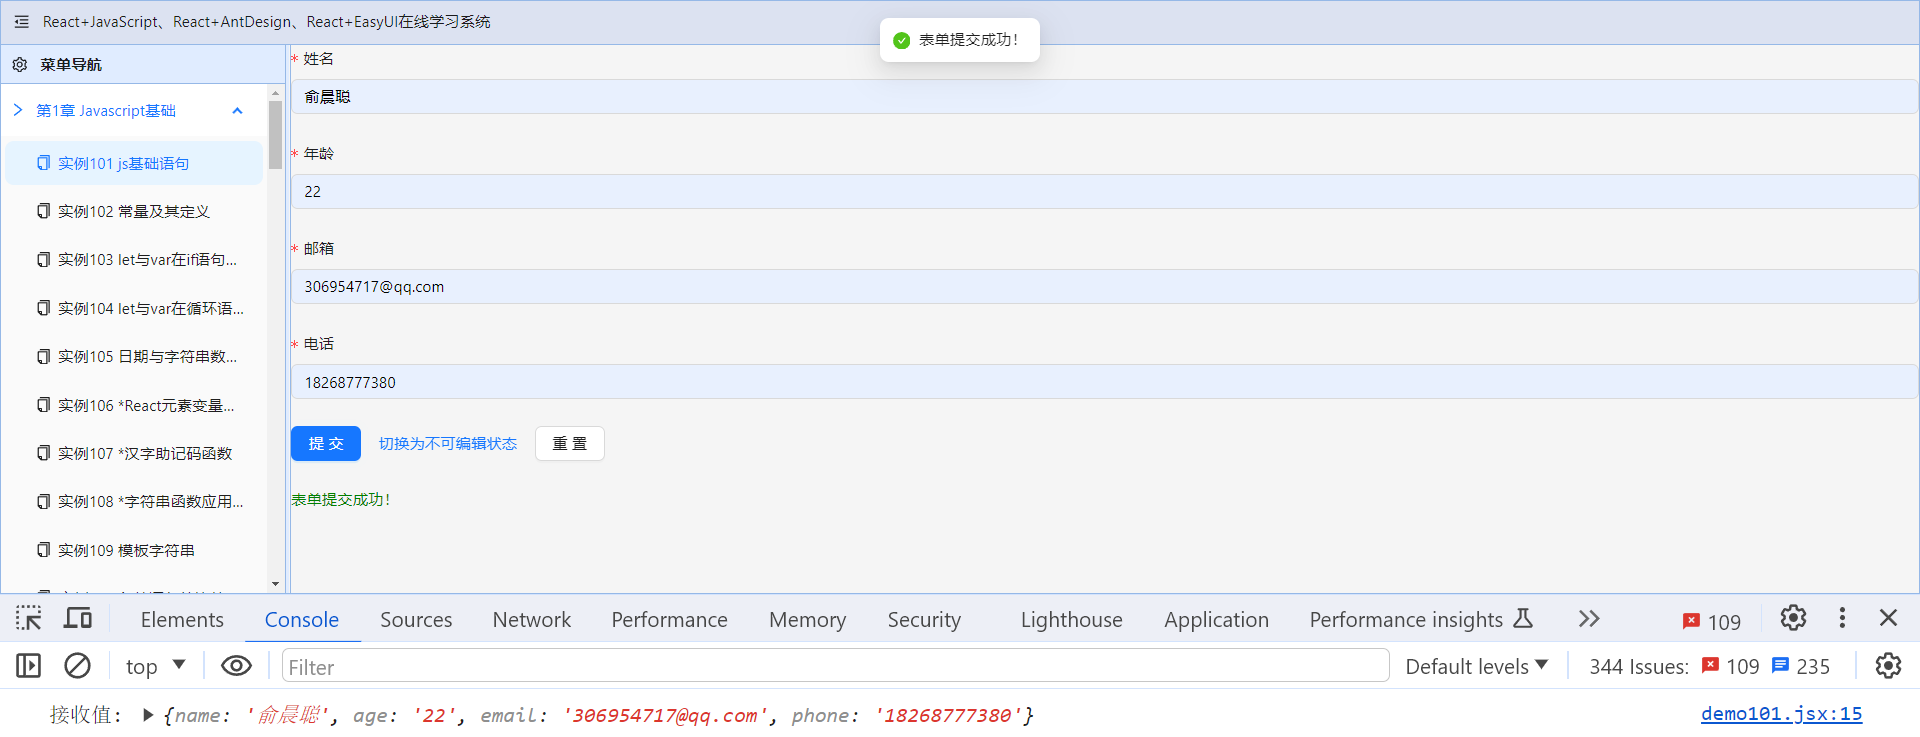 React+JavaScript、React+AntDesign、React+EasyUI在线学习系统
表单提交成功！
菜单导航
第1章 Javascript基础
实例101 js基础语句
实例102 常量及其定义
实例103 let与var在if语句...
实例104 let与var在循环语...
实例105 日期与字符串数...
实例106 *React元素变量...
实例107 *汉字助记码函数
实例108 *字符串函数应用...
实例109 模板字符串
* 姓名
俞晨聪
* 年龄
22
* 邮箱
306954717@qq.com
* 电话
18268777380
提 交 切换为不可编辑状态 重 置
表单提交成功！
Elements Console Sources Network Performance Memory Security Lighthouse Application Performance insights 109
top Filter Default levels 344 Issues: 109 235
接收值: {name: '俞晨聪', age: '22', email: '306954717@qq.com', phone: '18268777380'} demo101.jsx:15